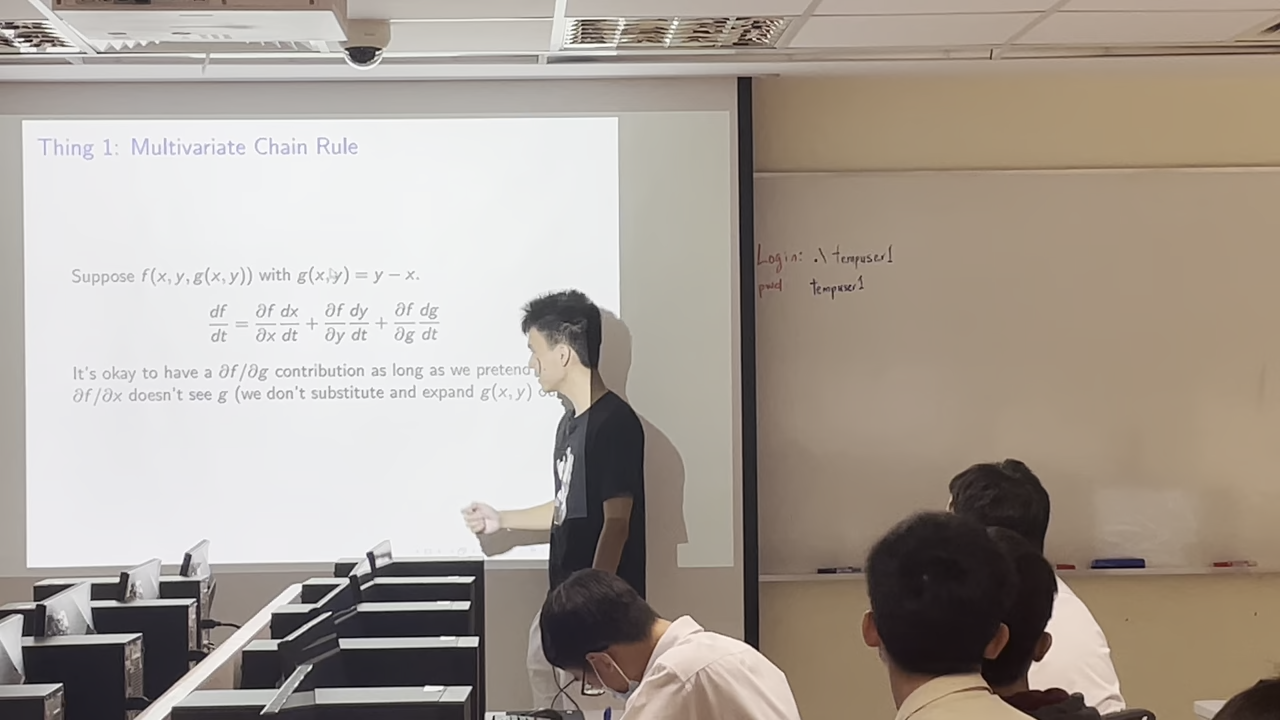 Thing 1: Multivariate Chain Rule
Suppose f(x, y, g(x, y)) with g(x, y) = y − x.
df/dt = ∂f/∂x dx/dt + ∂f/∂y dy/dt + ∂f/∂g dg/dt
It's okay to have a ∂f/∂g contribution as long as we pretend
∂f/∂x doesn't see g (we don't substitute and expand g(x, y)
Login: .\tempuser1
pwd tempuser1